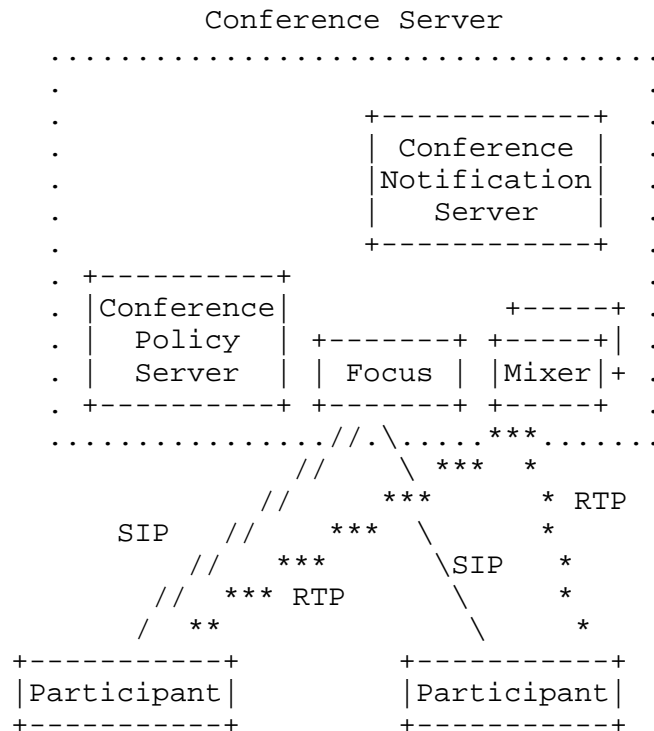 Conference Server
Conference
Notification
Server
Conference
Policy
Server
Focus
Mixer
RTP
SIP
SIP
RTP
Participant
Participant